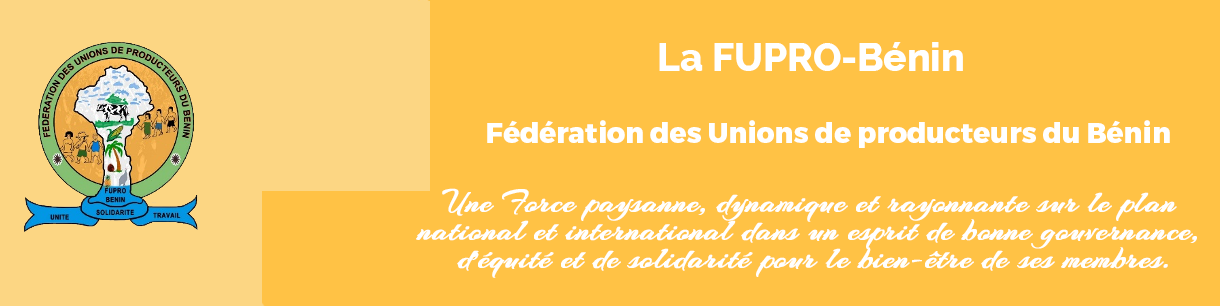 FEDERATION DES UNIONS DE PRODUCTEURS DU BENIN
FUPRO
BENIN
UNITE
SOLIDARITE
TRAVAIL
La FUPRO-Bénin
Fédération des Unions de producteurs du Bénin
Une Force paysanne, dynamique et rayonnante sur le plan
national et international dans un esprit de bonne gouvernance,
d'équité et de solidarité pour le bien-être de ses membres.